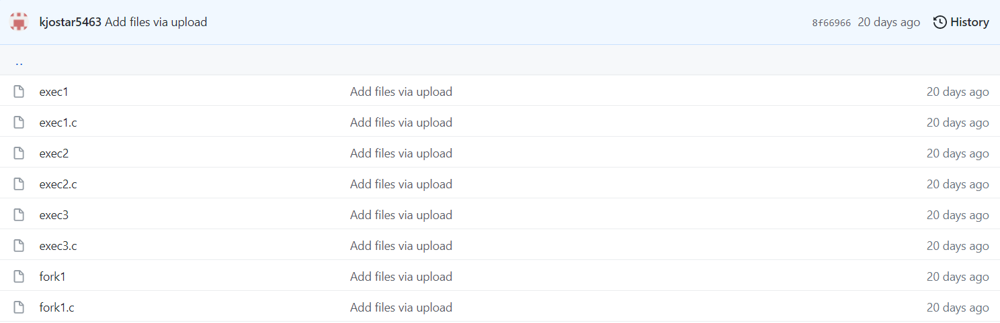 kjostar5463 Add files via upload 8f66966 20 days ago History
..
exec1 Add files via upload 20 days ago
exec1.c Add files via upload 20 days ago
exec2 Add files via upload 20 days ago
exec2.c Add files via upload 20 days ago
exec3 Add files via upload 20 days ago
exec3.c Add files via upload 20 days ago
fork1 Add files via upload 20 days ago
fork1.c Add files via upload 20 days ago